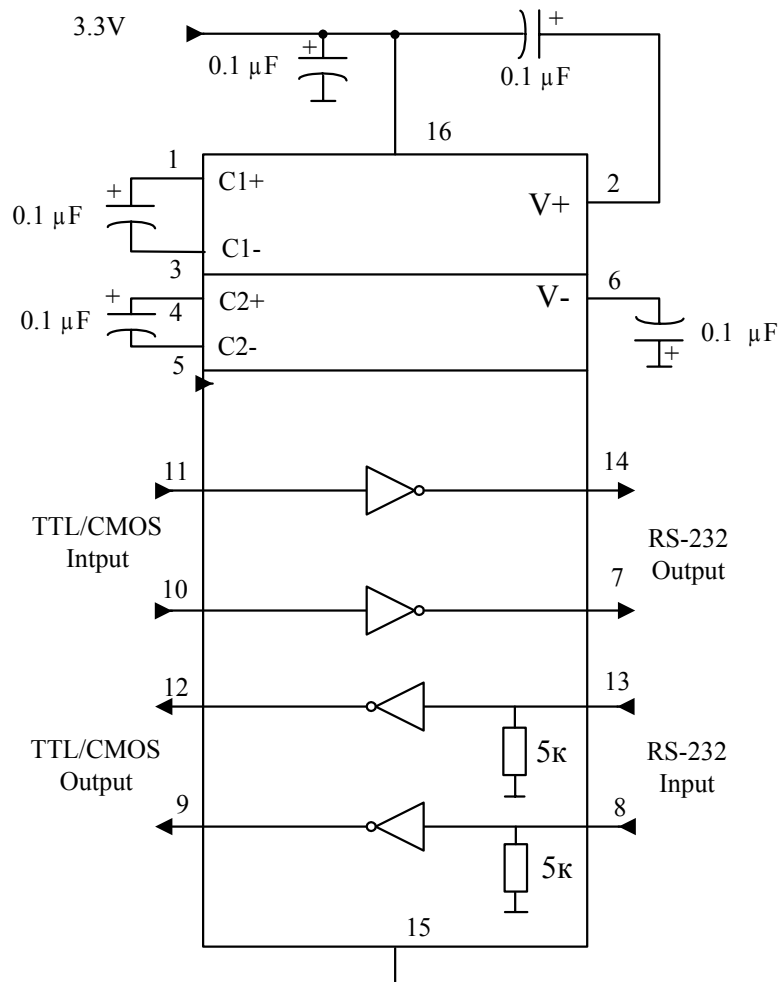 3.3V
+
+
0.1 µF
0.1 µF
16
1
C1+
2
+
V+
0.1 µF
C1-
3
6
+
C2+
V-
4
0.1 µF
0.1 µF
C2-
+
5
11
14
TTL/CMOS
Intput
RS-232
Output
10
7
12
13
TTL/CMOS
Output
5к
RS-232
Input
9
8
5к
15